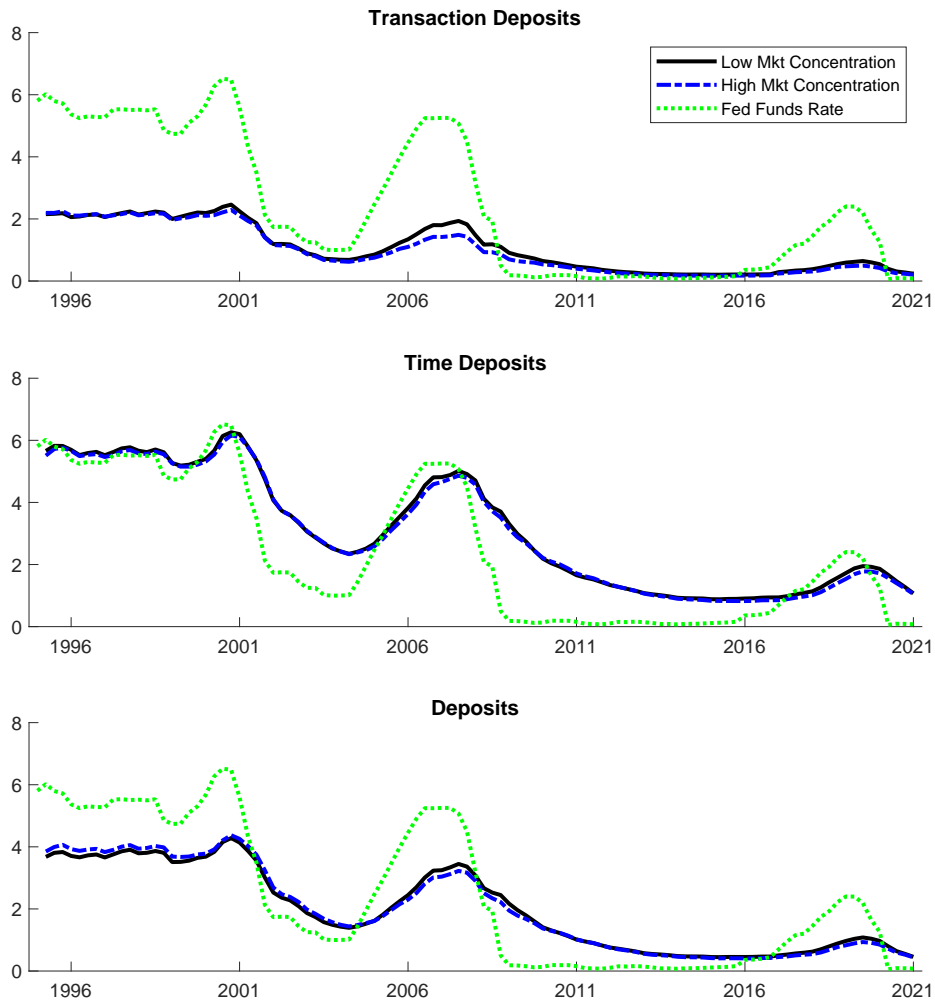 Transaction Deposits
8
6
4
2
0
Low Mkt Concentration
High Mkt Concentration
Fed Funds Rate
1996 2001 2006 2011 2016 2021
Time Deposits
8
6
4
2
0
1996 2001 2006 2011 2016 2021
Deposits
8
6
4
2
0
1996 2001 2006 2011 2016 2021